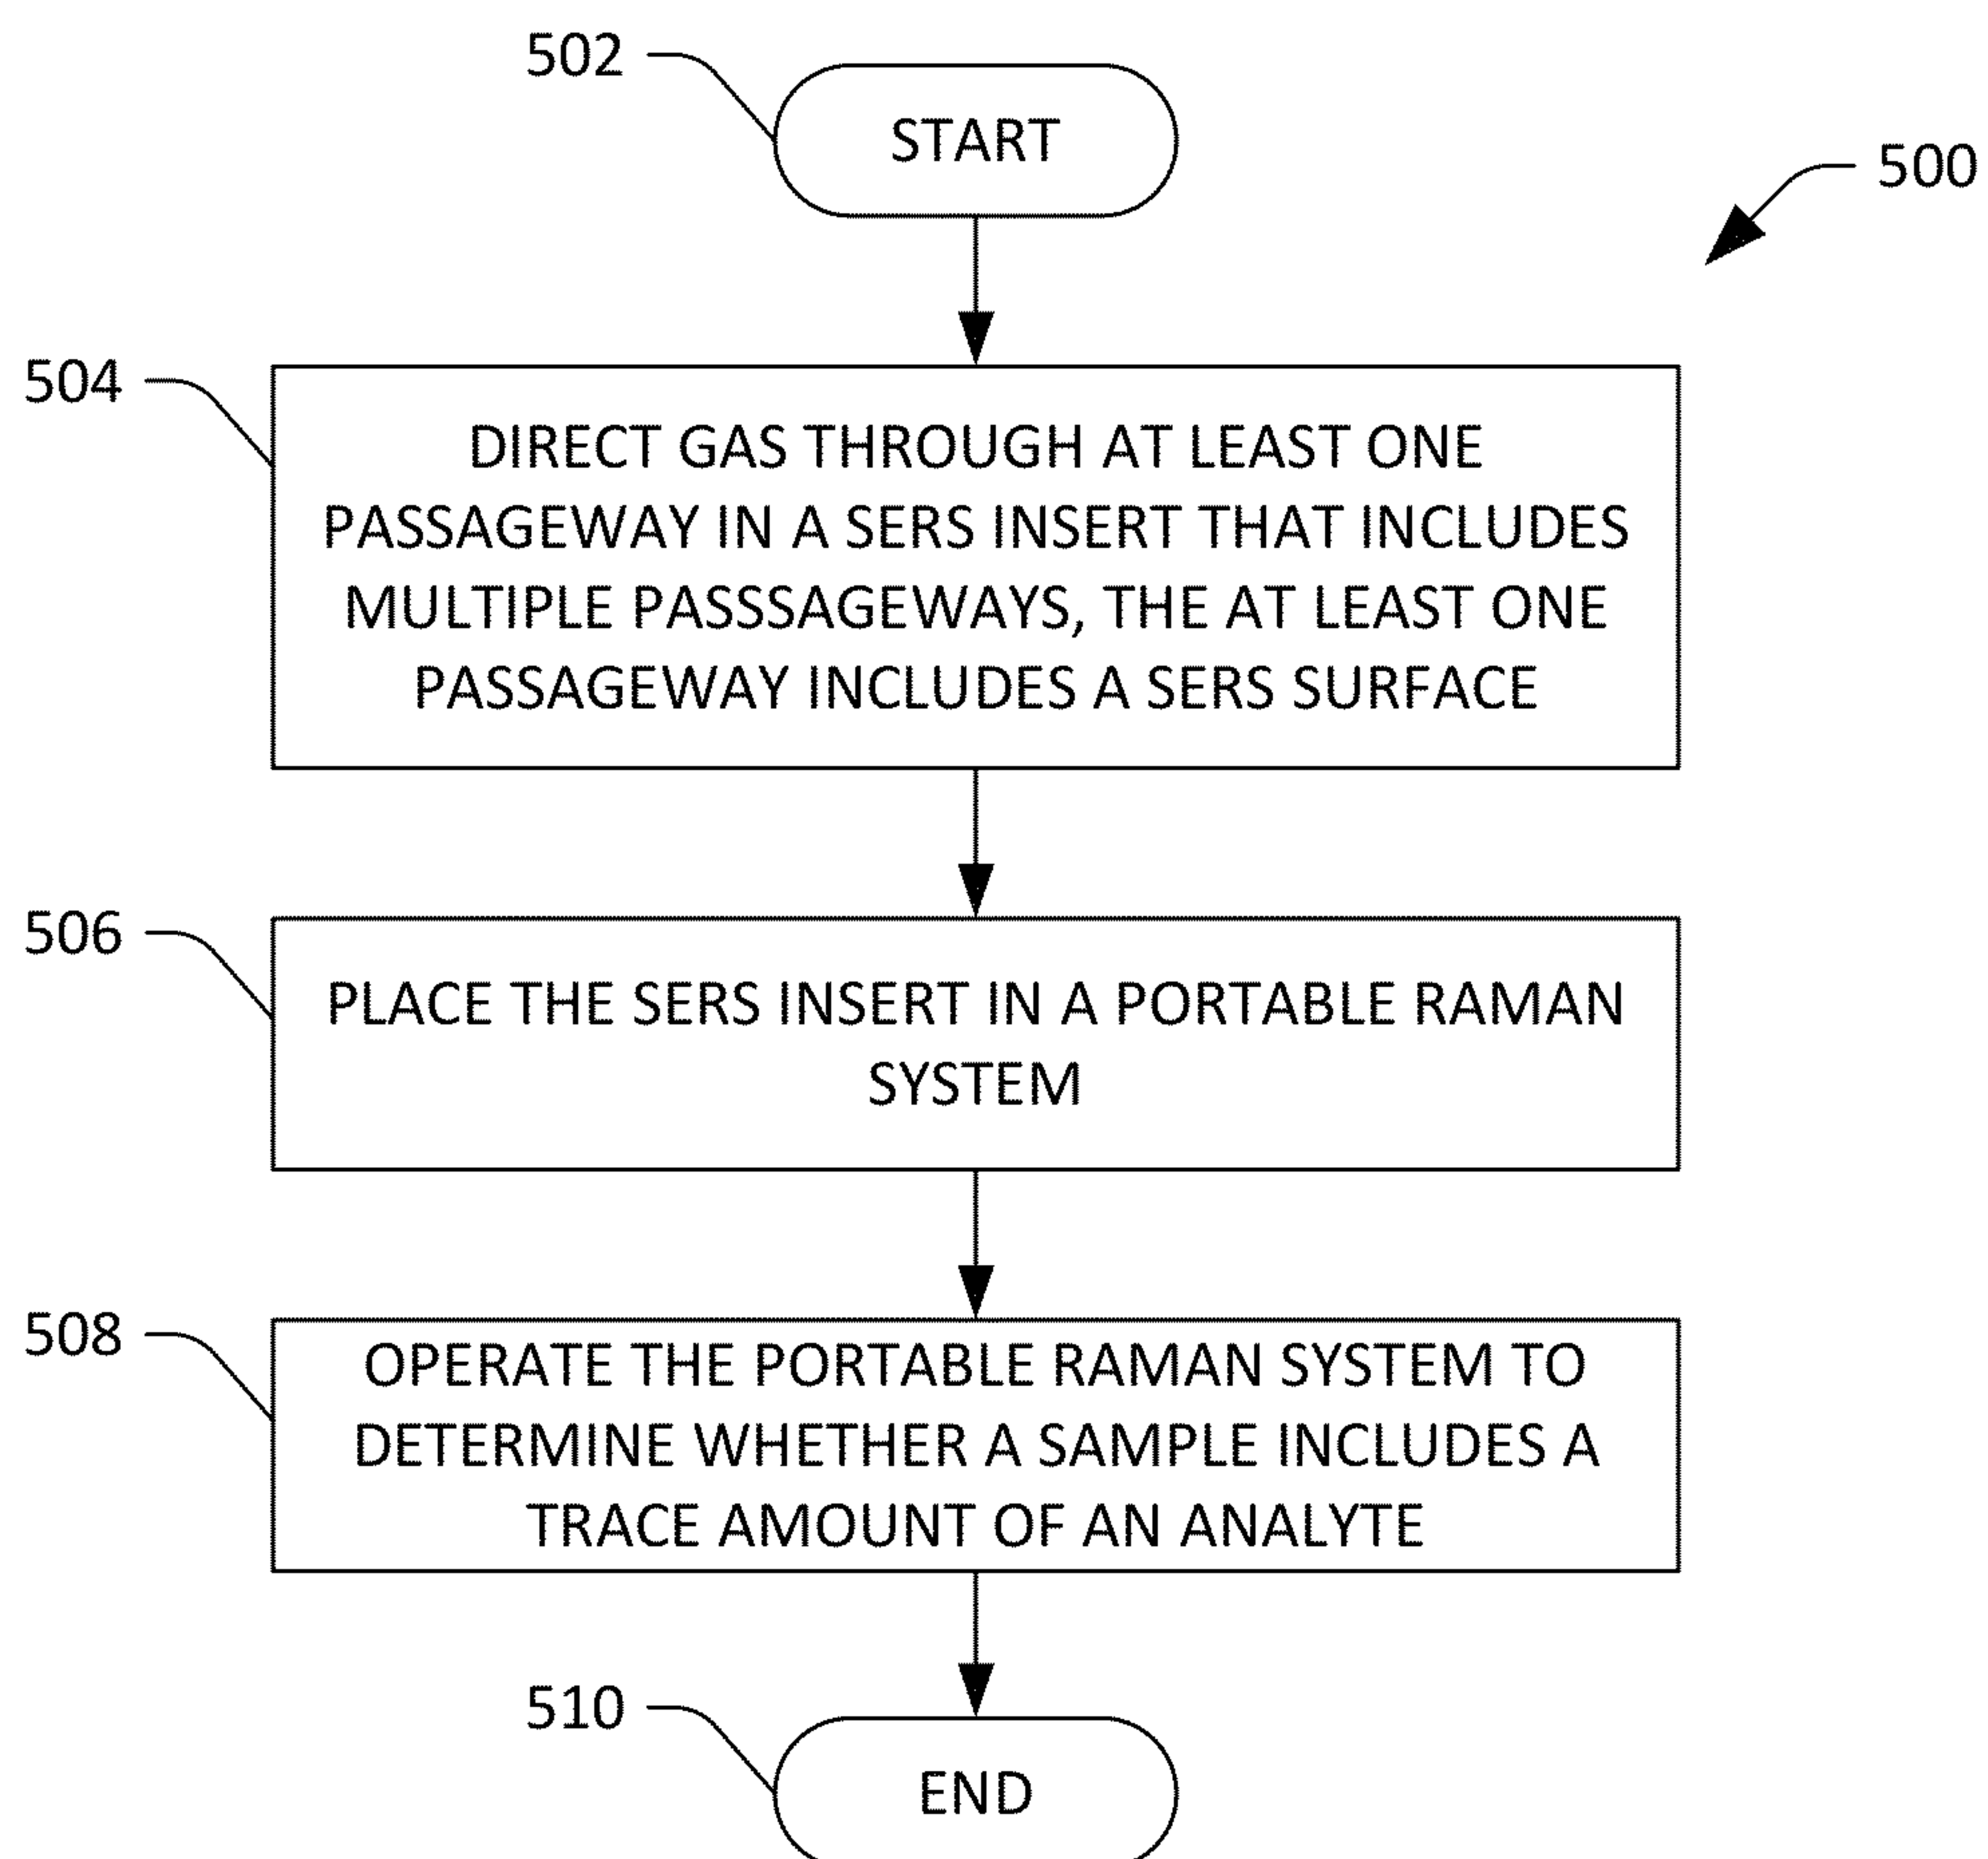 502
START
500
504
DIRECT GAS THROUGH AT LEAST ONE
PASSAGEWAY IN A SERS INSERT THAT INCLUDES
MULTIPLE PASSSAGEWAYS, THE AT LEAST ONE
PASSAGEWAY INCLUDES A SERS SURFACE
506
PLACE THE SERS INSERT IN A PORTABLE RAMAN
SYSTEM
508
OPERATE THE PORTABLE RAMAN SYSTEM TO
DETERMINE WHETHER A SAMPLE INCLUDES A
TRACE AMOUNT OF AN ANALYTE
510
END